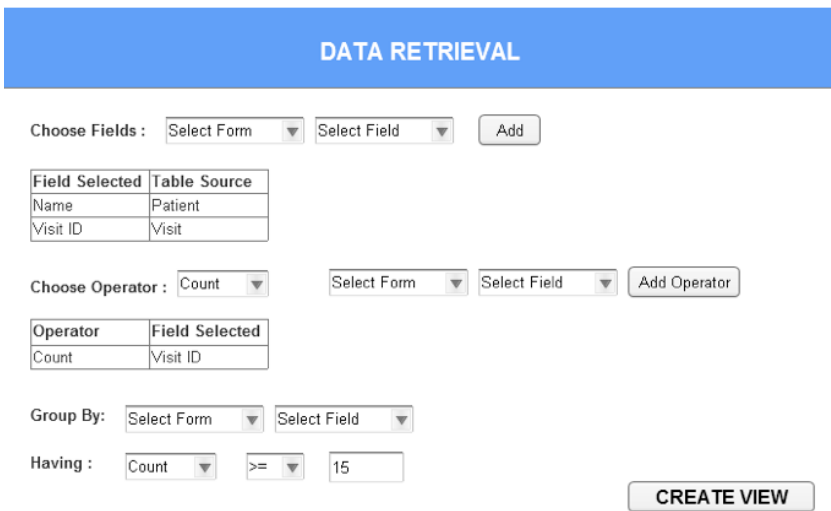 DATA RETRIEVAL
Choose Fields : Select Form Select Field Add
Field Selected Table Source
Name Patient
Visit ID Visit
Choose Operator : Count Select Form Select Field Add Operator
Operator Field Selected
Count Visit ID
Group By: Select Form Select Field
Having : Count >= 15
CREATE VIEW